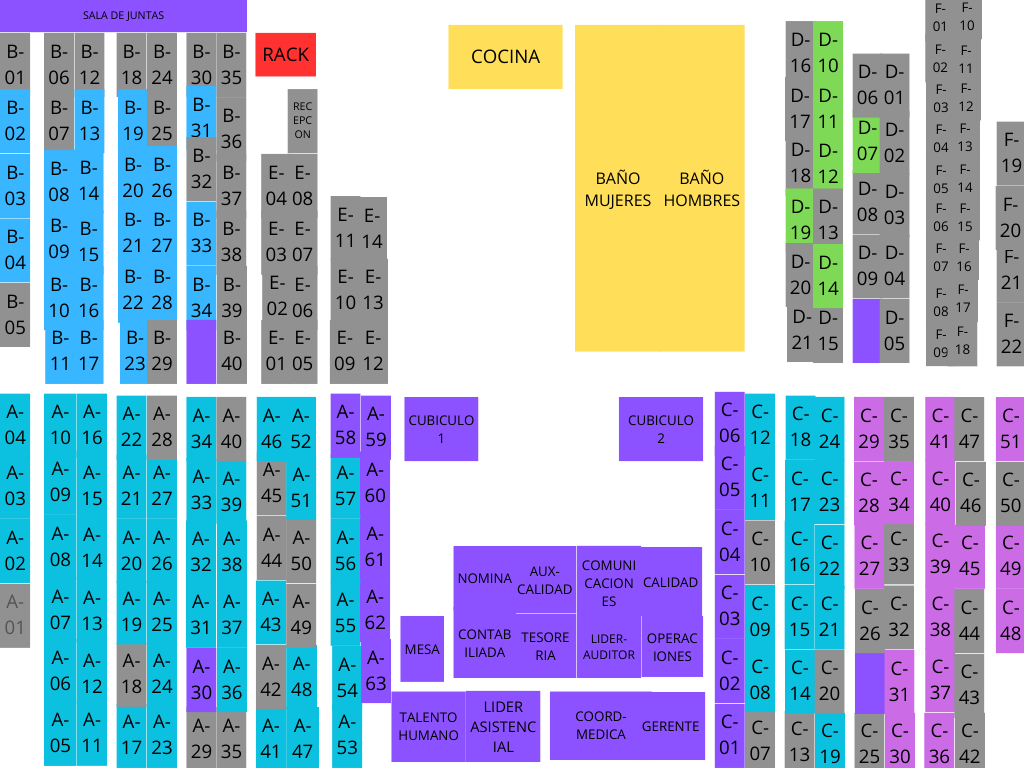 SALA DE JUNTAS
B-
01
B-
02
B-
03
B-
04
B-
05
B-
06
B-
07
B-
08
B-
09
B-
10
B-
11
B-
12
B-
13
B-
14
B-
15
B-
16
B-
17
B-
18
B-
19
B-
20
B-
21
B-
22
B-
23
B-
24
B-
25
B-
26
B-
27
B-
28
B-
29
B-
30
B-
31
B-
32
B-
33
B-
34
B-
35
B-
36
B-
37
B-
38
B-
39
B-
40
RACK
REC
EPC
ON
E-
04
E-
03
E-
02
E-
01
E-
08
E-
07
E-
06
E-
05
E-
11
E-
10
E-
09
E-
14
E-
13
E-
12
COCINA
BAÑO
MUJERES
BAÑO
HOMBRES
D-
16
D-
17
D-
18
D-
19
D-
20
D-
21
D-
10
D-
11
D-
12
D-
13
D-
14
D-
15
D-
06
D-
07
D-
08
D-
09
D-
01
D-
02
D-
03
D-
04
D-
05
F-
01
F-
02
F-
03
F-
04
F-
05
F-
06
F-
07
F-
08
F-
09
F-
10
F-
11
F-
12
F-
13
F-
14
F-
15
F-
16
F-
17
F-
18
F-
19
F-
20
F-
21
F-
22
A-
04
A-
03
A-
02
A-
01
A-
10
A-
09
A-
08
A-
07
A-
06
A-
05
A-
16
A-
15
A-
14
A-
13
A-
12
A-
11
A-
22
A-
21
A-
20
A-
19
A-
18
A-
17
A-
28
A-
27
A-
26
A-
25
A-
24
A-
23
A-
34
A-
33
A-
32
A-
31
A-
30
A-
29
A-
40
A-
39
A-
38
A-
37
A-
36
A-
35
A-
46
A-
45
A-
44
A-
43
A-
42
A-
41
A-
52
A-
51
A-
50
A-
49
A-
48
A-
47
A-
58
A-
57
A-
56
A-
55
A-
54
A-
53
A-
59
A-
60
A-
61
A-
62
A-
63
CUBICULO
1
CUBICULO
2
NOMINA
AUX-
CALIDAD
COMUNI
CACION
ES
CALIDAD
MESA
CONTAB
ILIADA
TESORE
RIA
LIDER-
AUDITOR
OPERAC
IONES
TALENTO
HUMANO
LIDER
ASISTENC
IAL
COORD-
MEDICA
GERENTE
C-
06
C-
05
C-
04
C-
03
C-
02
C-
01
C-
12
C-
11
C-
10
C-
09
C-
08
C-
07
C-
18
C-
17
C-
16
C-
15
C-
14
C-
13
C-
24
C-
23
C-
22
C-
21
C-
20
C-
19
C-
29
C-
28
C-
27
C-
26
C-
25
C-
35
C-
34
C-
33
C-
32
C-
31
C-
30
C-
41
C-
40
C-
39
C-
38
C-
37
C-
36
C-
47
C-
46
C-
45
C-
44
C-
43
C-
42
C-
51
C-
50
C-
49
C-
48